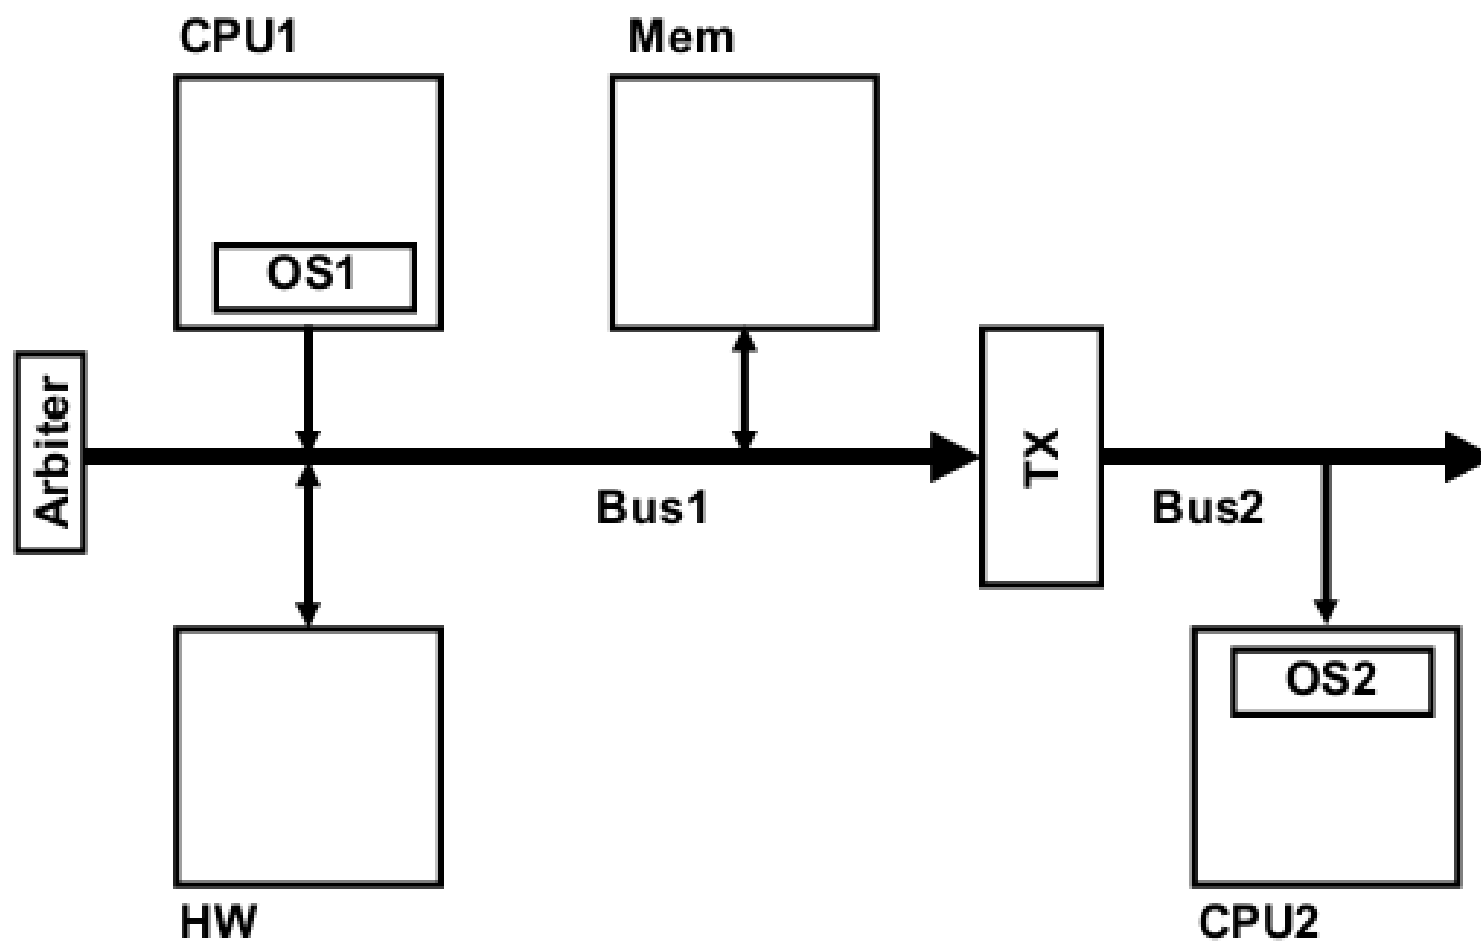 CPU1
Mem
OS1
Arbiter
TX
Bus1
Bus2
OS2
HW
CPU2